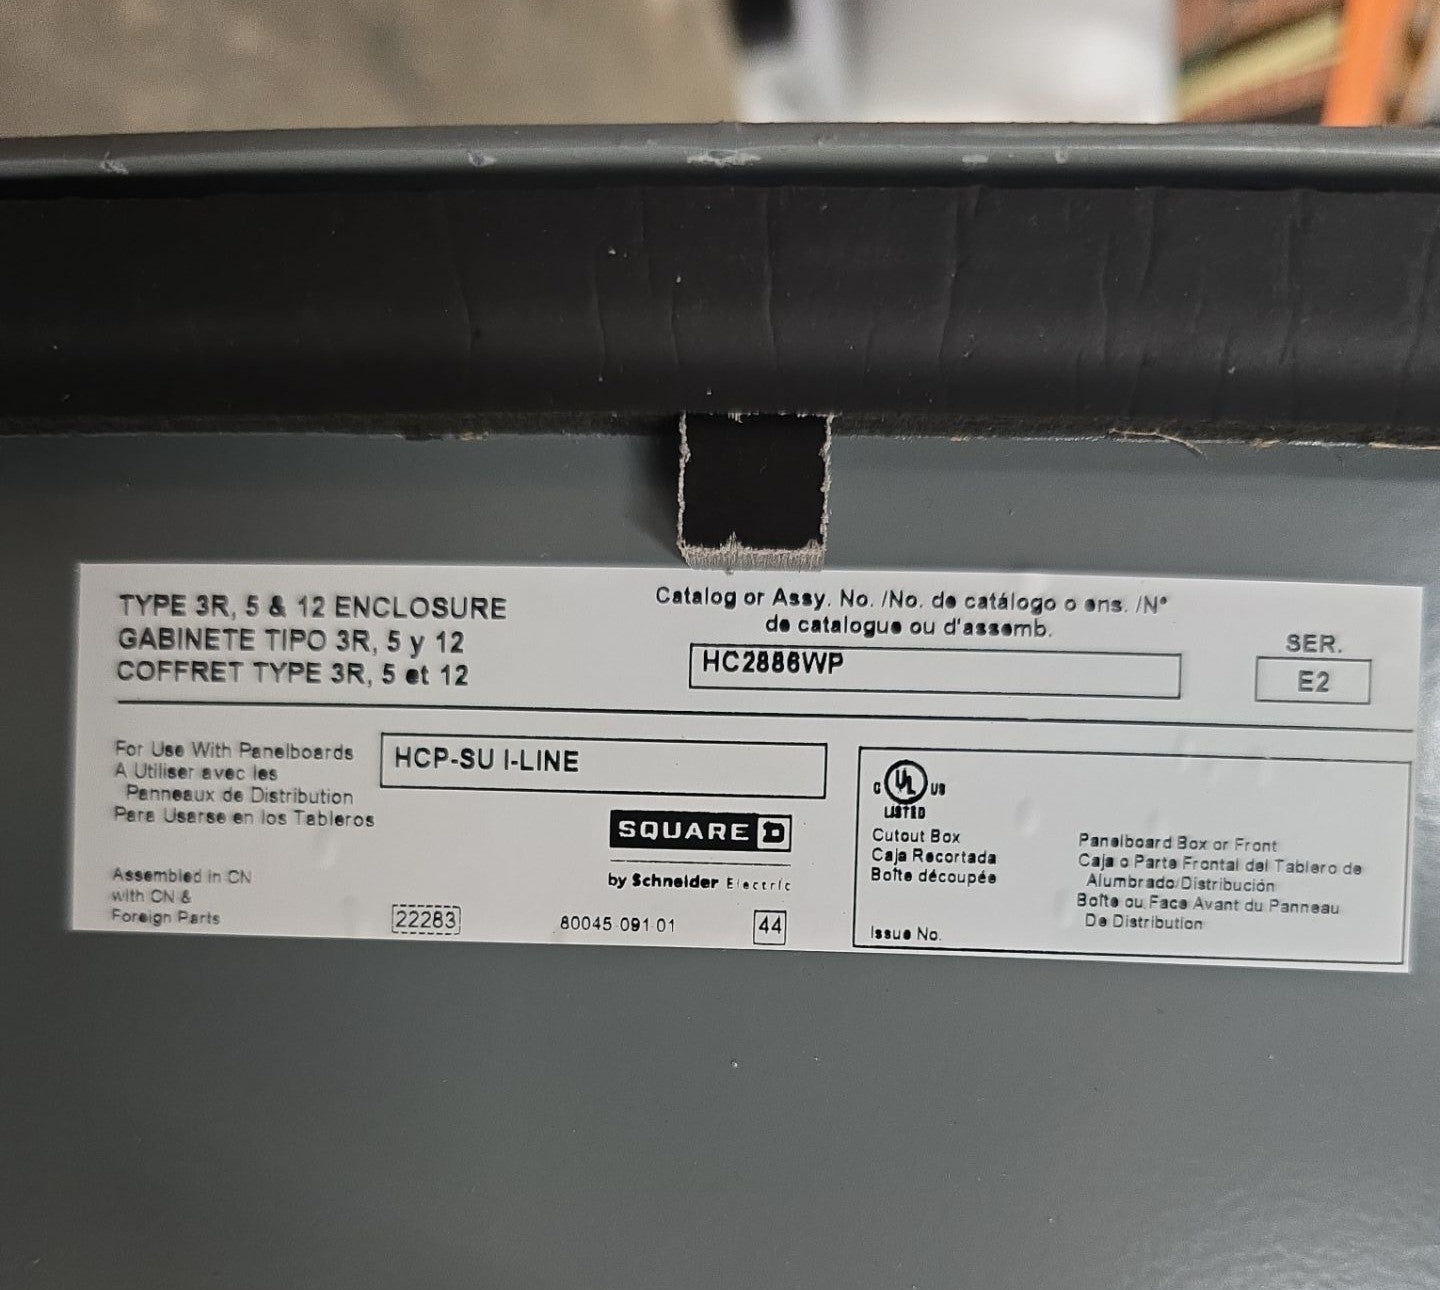 TYPE 3R, 5 & 12 ENCLOSURE
GABINETE TIPO 3R, 5 y 12
COFFRET TYPE 3R, 5 et 12
Catalog or Assy. No. /No. de catálogo o ens. /N°
de catalogue ou d'assemb.
HC2886WP
SER.
E2
For Use With Panelboards
A Utiliser avec les
Panneaux de Distribution
Para Usarse en los Tableros
HCP-SU I-LINE
SQUARE D
by Schneider Electric
Assembled in CN
with CN &
Foreign Parts
22283
80045-091-01
44
C UL US
LISTED
Cutout Box
Caja Recortada
Boîte découpée
Issue No.
Panelboard Box or Front
Caja o Parte Frontal del Tablero de
Alumbrado/Distribución
Boîte ou Face Avant du Panneau
De Distribution